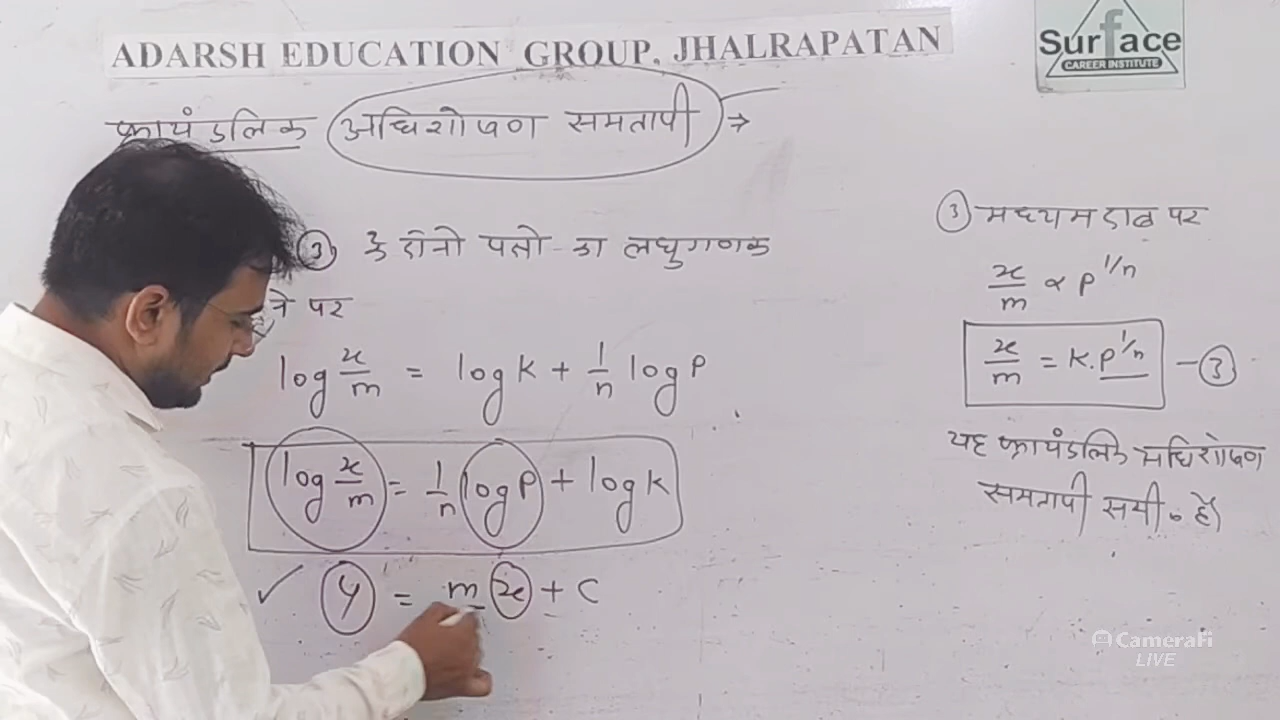 ADARSH EDUCATION GROUP. JHALRAPATAN
Surface
CAREER INSTITUTE
फ्रायंडलिक अधिशोषण समतापी →
③ के दोनो पक्षो का लघुगणक
ने पर
log x/m = log K + 1/n log P
log x/m = 1/n log P + log K
✓ y = mx + c
③ मध्यम दाब पर
x/m ∝ P^1/n
x/m = K.P^1/n - ③
यह फ्रायंडलिक अधिशोषण
समतापी समी. है।
CameraFi
LIVE